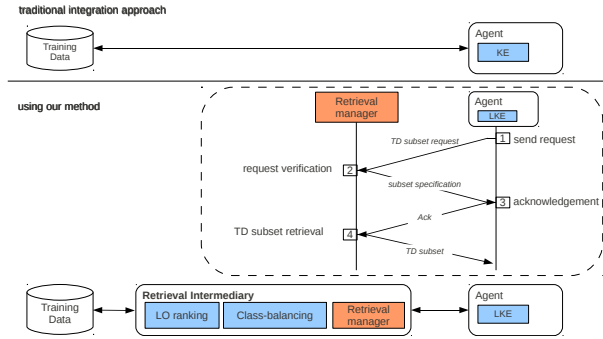 traditional integration approach
Training
Data
Agent
KE
using our method
Retrieval
manager
Agent
LKE
TD subset request
1
send request
request verification
2
subset specification
3
acknowledgement
Ack
TD subset retrieval
4
TD subset
Training
Data
Retrieval Intermediary
LO ranking
Class-balancing
Retrieval
manager
Agent
LKE